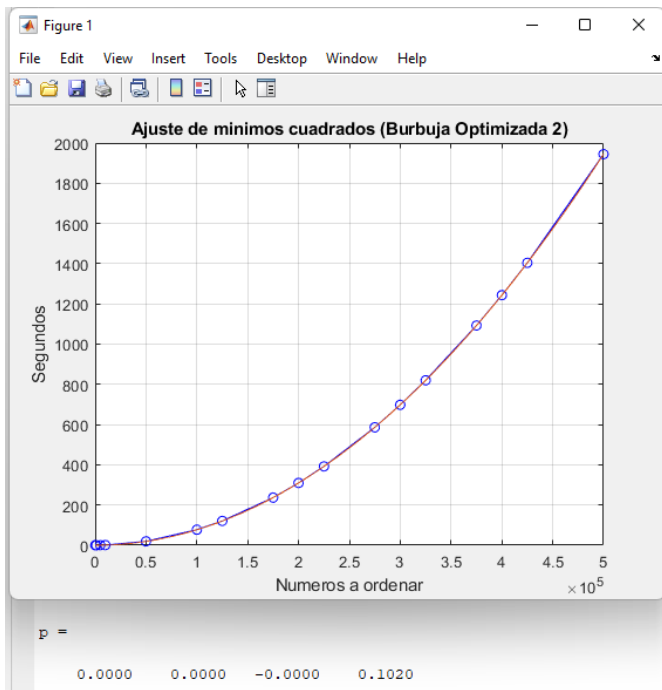 Figure 1
File Edit View Insert Tools Desktop Window Help
Ajuste de minimos cuadrados (Burbuja Optimizada 2)
2000
1800
1600
1400
1200
1000
800
600
400
200
0
Segundos
0 0.5 1 1.5 2 2.5 3 3.5 4 4.5 5
Numeros a ordenar
×10^5
p =
0.0000 0.0000 -0.0000 0.1020